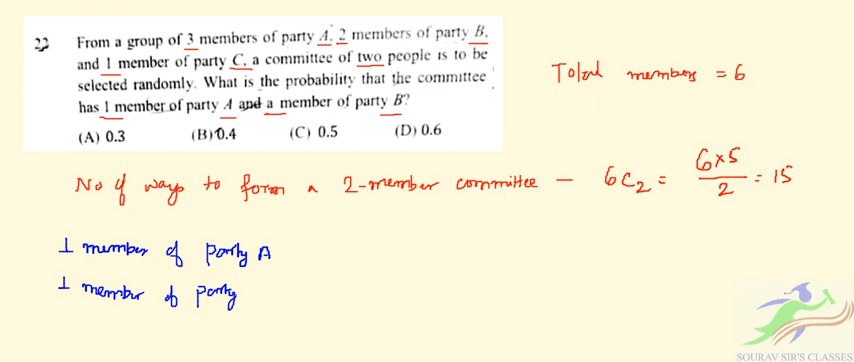 22
From a group of 3 members of party A, 2 members of party B,
and 1 member of party C, a committee of two people is to be
selected randomly. What is the probability that the committee
has 1 member of party A and a member of party B?
(A) 0.3 (B) 0.4 (C) 0.5 (D) 0.6
Total members = 6
No of ways to form a 2-member committee — 6C2 = 6x5/2 = 15
1 member of party A
1 member of party
SOURAV SIR'S CLASSES